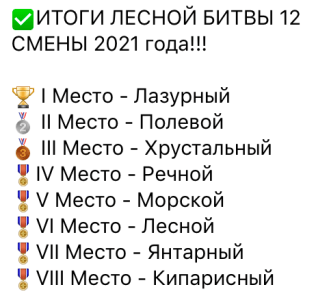 ✅ИТОГИ ЛЕСНОЙ БИТВЫ 12
СМЕНЫ 2021 года!!!

🏆 I Место - Лазурный
🥈 II Место - Полевой
🥉 III Место - Хрустальный
🎖IV Место - Речной
🎖V Место - Морской
🎖VI Место - Лесной
🎖VII Место - Янтарный
🎖VIII Место - Кипарисный